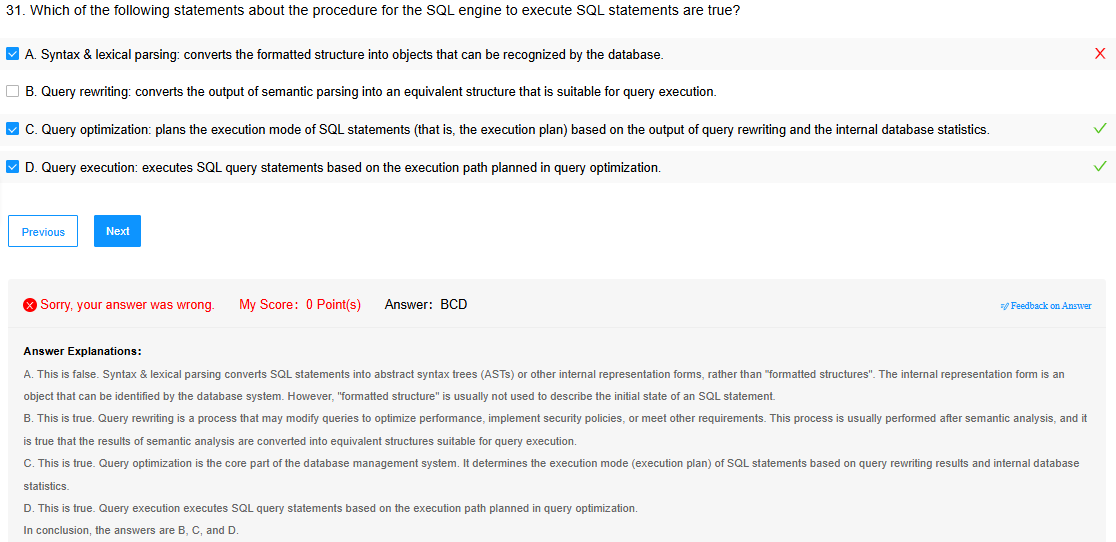 31. Which of the following statements about the procedure for the SQL engine to execute SQL statements are true?
A. Syntax & lexical parsing: converts the formatted structure into objects that can be recognized by the database.
B. Query rewriting: converts the output of semantic parsing into an equivalent structure that is suitable for query execution.
C. Query optimization: plans the execution mode of SQL statements (that is, the execution plan) based on the output of query rewriting and the internal database statistics.
D. Query execution: executes SQL query statements based on the execution path planned in query optimization.
Previous Next
Sorry, your answer was wrong. My Score: 0 Point(s) Answer: BCD Feedback on Answer
Answer Explanations:
A. This is false. Syntax & lexical parsing converts SQL statements into abstract syntax trees (ASTs) or other internal representation forms, rather than "formatted structures". The internal representation form is an
object that can be identified by the database system. However, "formatted structure" is usually not used to describe the initial state of an SQL statement.
B. This is true. Query rewriting is a process that may modify queries to optimize performance, implement security policies, or meet other requirements. This process is usually performed after semantic analysis, and it
is true that the results of semantic analysis are converted into equivalent structures suitable for query execution.
C. This is true. Query optimization is the core part of the database management system. It determines the execution mode (execution plan) of SQL statements based on query rewriting results and internal database
statistics.
D. This is true. Query execution executes SQL query statements based on the execution path planned in query optimization.
In conclusion, the answers are B, C, and D.